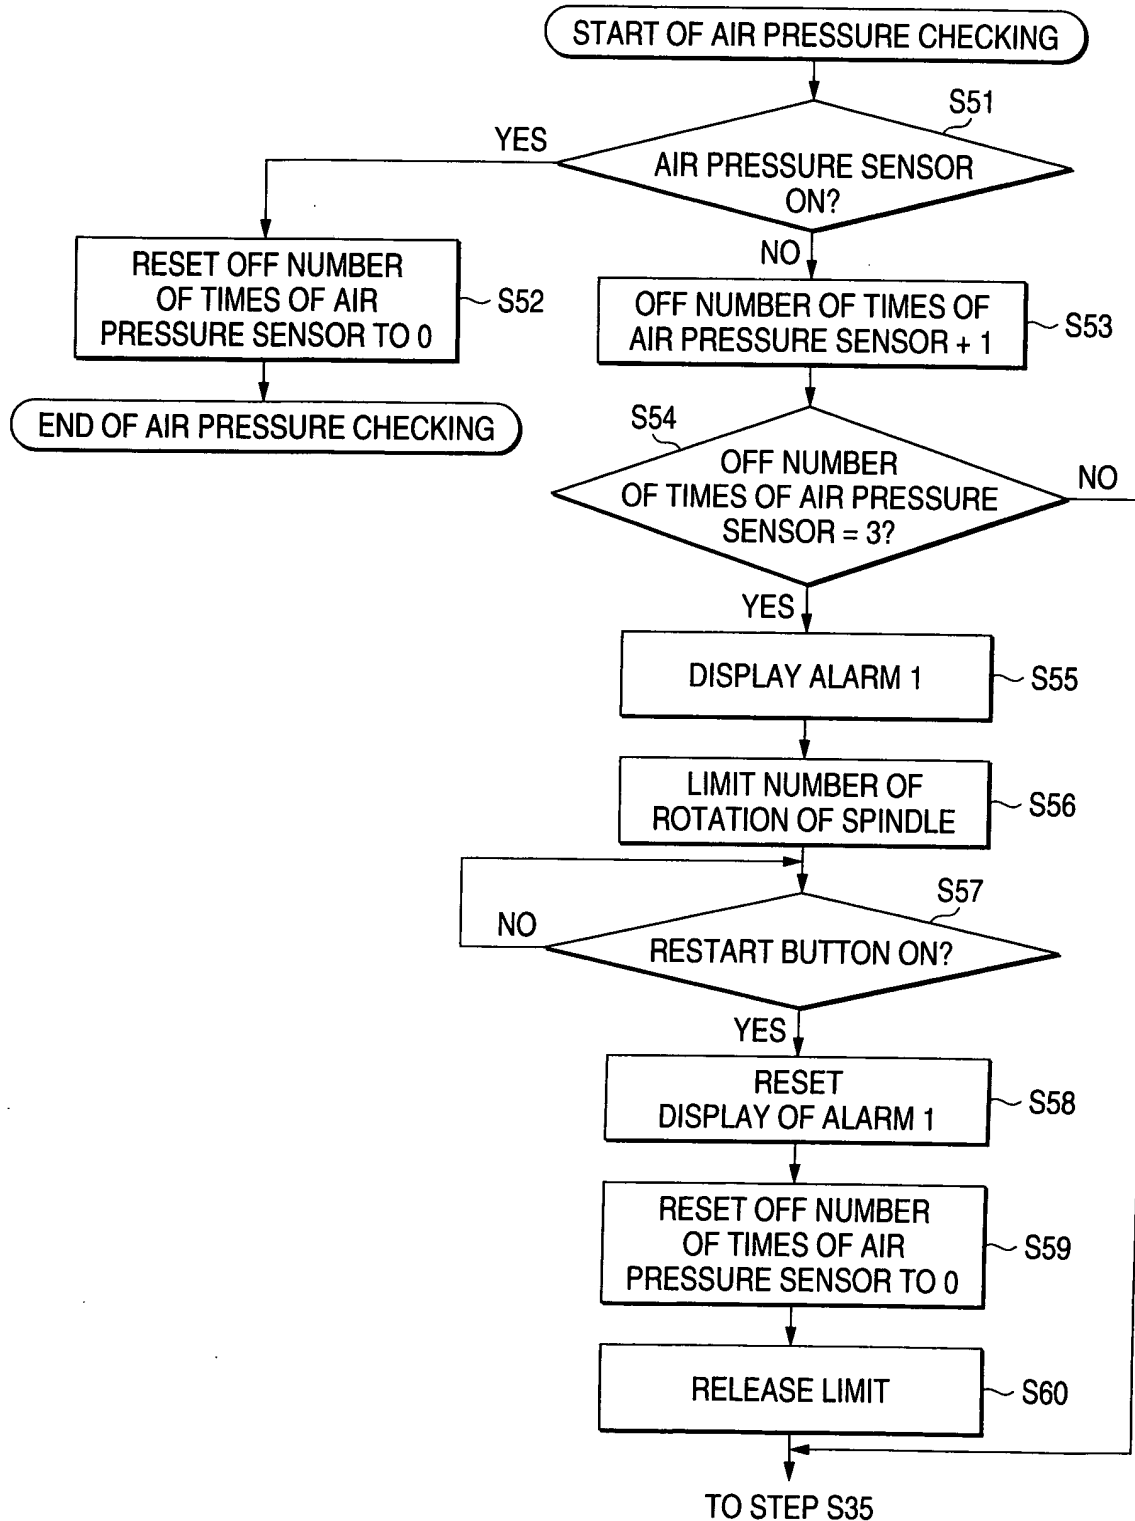 START OF AIR PRESSURE CHECKING
S51
YES
AIR PRESSURE SENSOR
ON?
NO
RESET OFF NUMBER
OF TIMES OF AIR
PRESSURE SENSOR TO 0
S52
OFF NUMBER OF TIMES OF
AIR PRESSURE SENSOR + 1
S53
END OF AIR PRESSURE CHECKING
S54
OFF NUMBER
OF TIMES OF AIR PRESSURE
SENSOR = 3?
NO
YES
DISPLAY ALARM 1
S55
LIMIT NUMBER OF
ROTATION OF SPINDLE
S56
S57
NO
RESTART BUTTON ON?
YES
RESET
DISPLAY OF ALARM 1
S58
RESET OFF NUMBER
OF TIMES OF AIR
PRESSURE SENSOR TO 0
S59
RELEASE LIMIT
S60
TO STEP S35